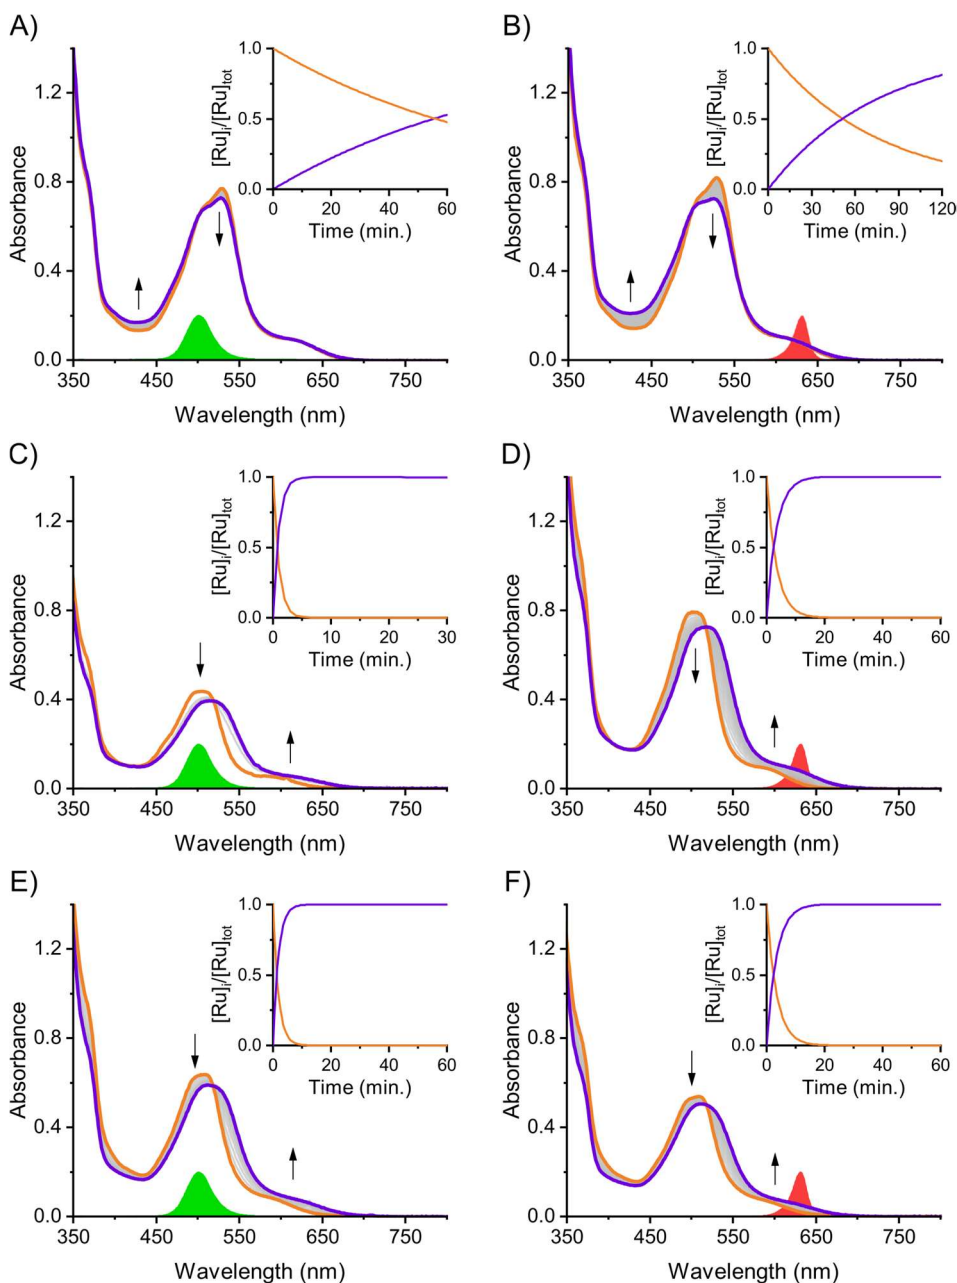 A)
1.2
0.8
0.4
0.0
Absorbance
350 450 550 650 750
Wavelength (nm)
1.0
0.5
0.0
[Ru]i/[Ru]tot
0 20 40 60
Time (min.)
B)
1.2
0.8
0.4
0.0
Absorbance
350 450 550 650 750
Wavelength (nm)
1.0
0.5
0.0
[Ru]i/[Ru]tot
0 30 60 90 120
Time (min.)
C)
1.2
0.8
0.4
0.0
Absorbance
350 450 550 650 750
Wavelength (nm)
1.0
0.5
0.0
[Ru]i/[Ru]tot
0 10 20 30
Time (min.)
D)
1.2
0.8
0.4
0.0
Absorbance
350 450 550 650 750
Wavelength (nm)
1.0
0.5
0.0
[Ru]i/[Ru]tot
0 20 40 60
Time (min.)
E)
1.2
0.8
0.4
0.0
Absorbance
350 450 550 650 750
Wavelength (nm)
1.0
0.5
0.0
[Ru]i/[Ru]tot
0 20 40 60
Time (min.)
F)
1.2
0.8
0.4
0.0
Absorbance
350 450 550 650 750
Wavelength (nm)
1.0
0.5
0.0
[Ru]i/[Ru]tot
0 20 40 60
Time (min.)